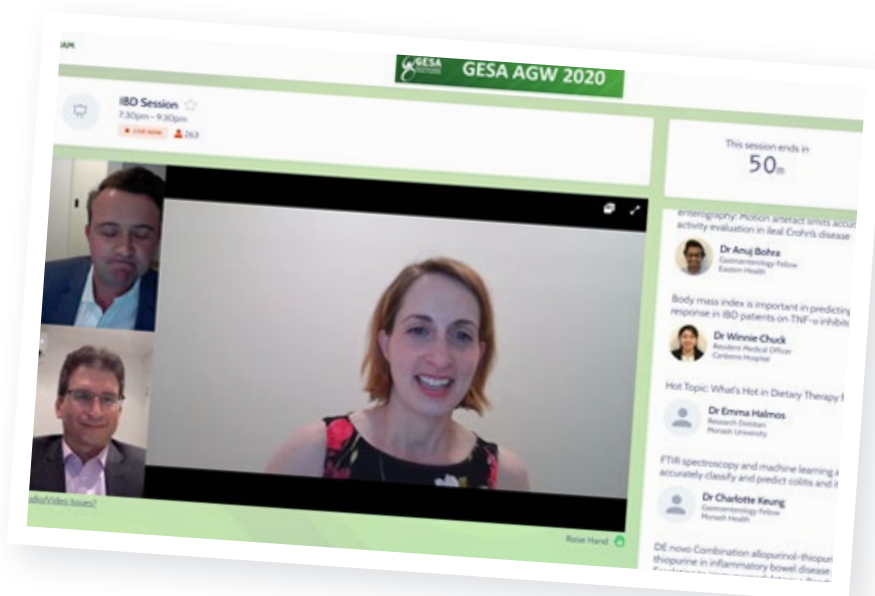 GESA
GESA AGW 2020
IBD Session
7:30pm - 9:30pm
LIVE NOW
263
This session ends in
50m
enterography: Motion artefact limits
activity evaluation in ileal Crohn's disease
Dr Anuj Bohra
Gastroenterology Fellow
Eastern Health
Body mass index is important in predicting
response in IBD patients on TNF-α
Dr Winnie Chuck
Resident Medical Officer
Canberra Hospital
Hot Topic: What's Hot in Dietary Therapy
Dr Emma Halmos
Research Dietitian
Monash University
FTIR spectroscopy and machine learning
accurately classify and predict colitis and
Dr Charlotte Keung
Gastroenterology Fellow
Monash Health
DE novo Combination
thiopurine in inflammatory bowel disease
Issues?
Raise Hand